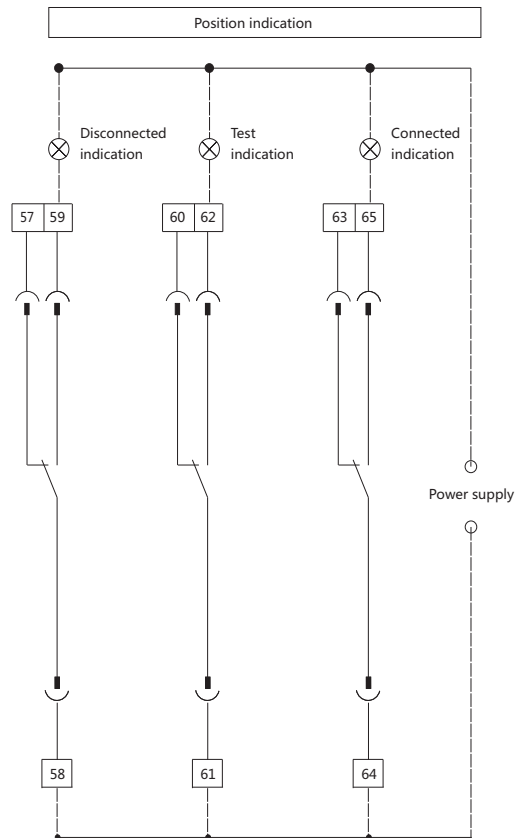 Position indication
Disconnected
indication
Test
indication
Connected
indication
57 59
60 62
63 65
Power supply
58
61
64